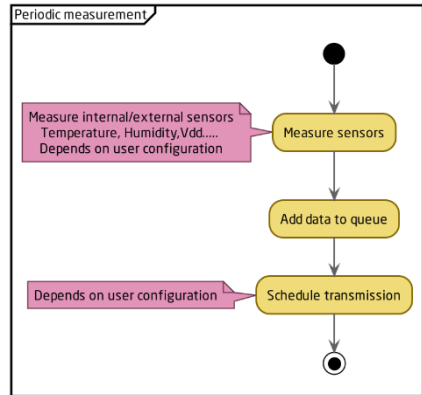 Periodic measurement
Measure internal/external sensors
Temperature, Humidity,Vdd.....
Depends on user configuration
Measure sensors
Add data to queue
Depends on user configuration
Schedule transmission